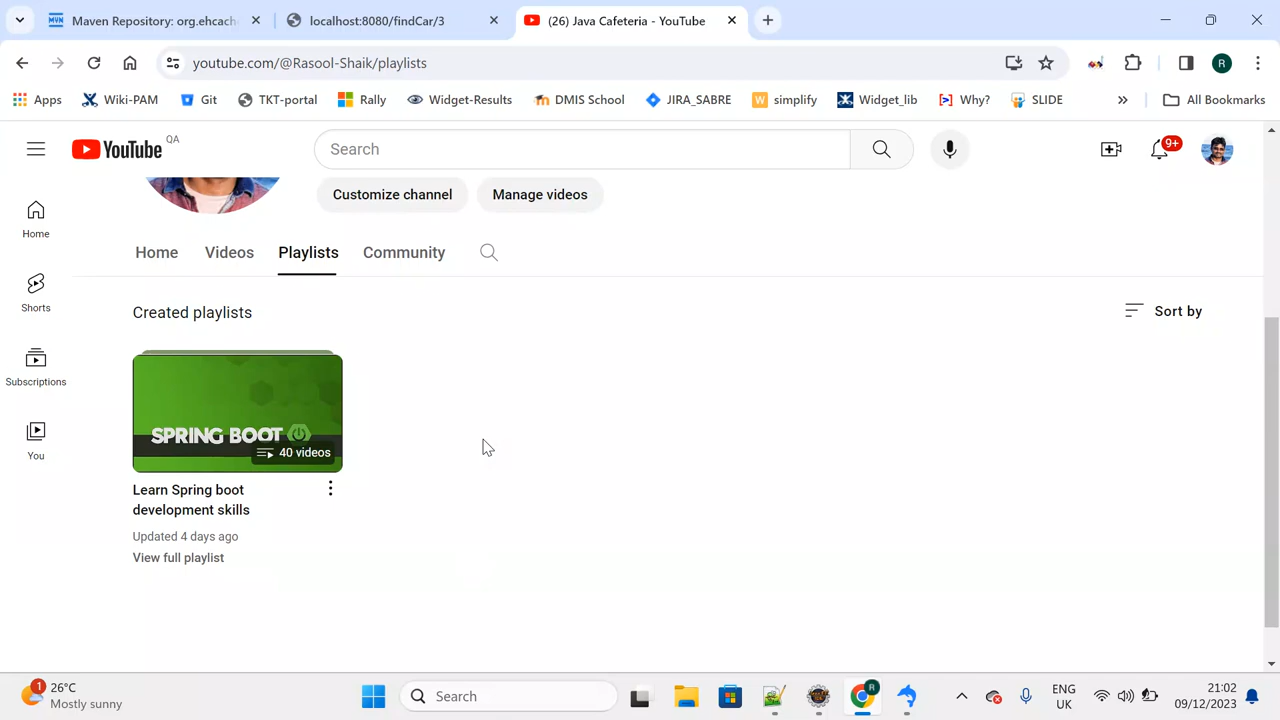 Maven Repository: org.ehcach
localhost:8080/findCar/3
(26) Java Cafeteria - YouTube
youtube.com/@Rasool-Shaik/playlists
R
Apps
Wiki-PAM
Git
TKT-portal
Rally
Widget-Results
DMIS School
JIRA_SABRE
simplify
Widget_lib
Why?
SLIDE
All Bookmarks
YouTube QA
Search
9+
Customize channel
Manage videos
Home
Shorts
Subscriptions
You
Home
Videos
Playlists
Community
Created playlists
Sort by
SPRING BOOT
40 videos
Learn Spring boot
development skills
Updated 4 days ago
View full playlist
1
26°C
Mostly sunny
Search
R
ENG
UK
21:02
09/12/2023